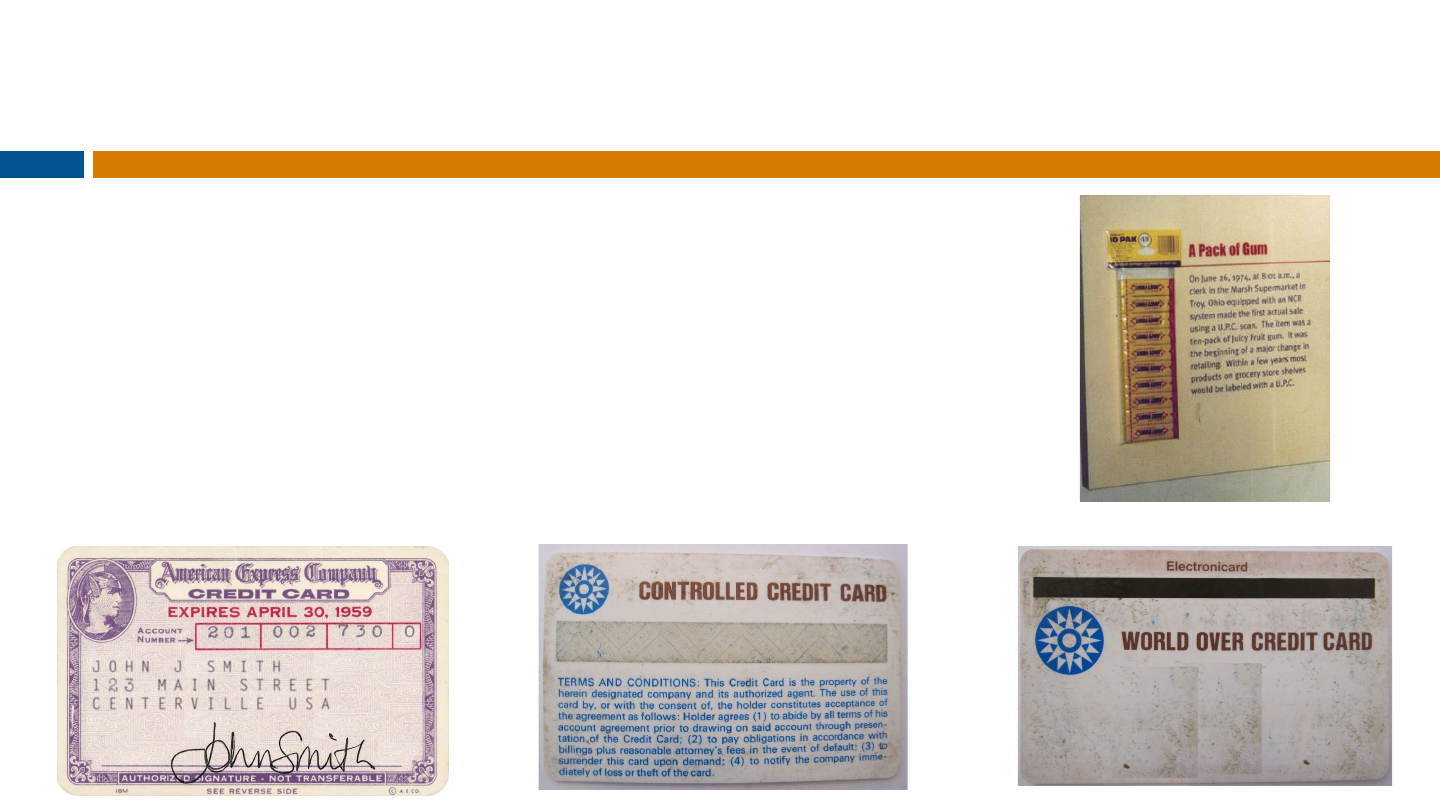 10 PAK
49
A Pack of Gum
On June 26, 1974, at 8:01 a.m., a
clerk in the Marsh Supermarket in
Troy, Ohio equipped with an NCR
system made the first actual sale
using a U.P.C. scan. The item was a
ten-pack of Juicy Fruit gum. It was
the beginning of a major change in
retailing. Within a few years most
products on grocery store shelves
would be labeled with a U.P.C.
American Express Company
CREDIT CARD
EXPIRES APRIL 30, 1959
ACCOUNT
NUMBER
201 002 730 0
JOHN J SMITH
123 MAIN STREET
CENTERVILLE USA
John Smith
AUTHORIZED SIGNATURE - NOT TRANSFERABLE
IBM
SEE REVERSE SIDE
© A.E.CO.
CONTROLLED CREDIT CARD
TERMS AND CONDITIONS: This Credit Card is the property of the
herein designated company and its authorized agent. The use of this
card by, or with the consent of, the holder constitutes acceptance of
the agreement as follows: Holder agrees (1) to abide by all terms of his
account agreement prior to drawing on said account through presen-
tation of the Credit Card; (2) to pay obligations in accordance with
billings plus reasonable attorney's fees in the event of default; (3) to
surrender this card upon demand; (4) to notify the company imme-
diately of loss or theft of the card.
Electronicard
WORLD OVER CREDIT CARD